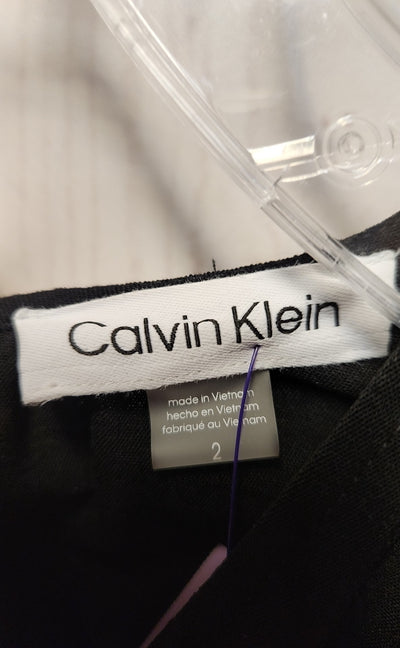 Calvin Klein
made in Vietnam
hecho en Vietnam
fabriqué au Vietnam
2